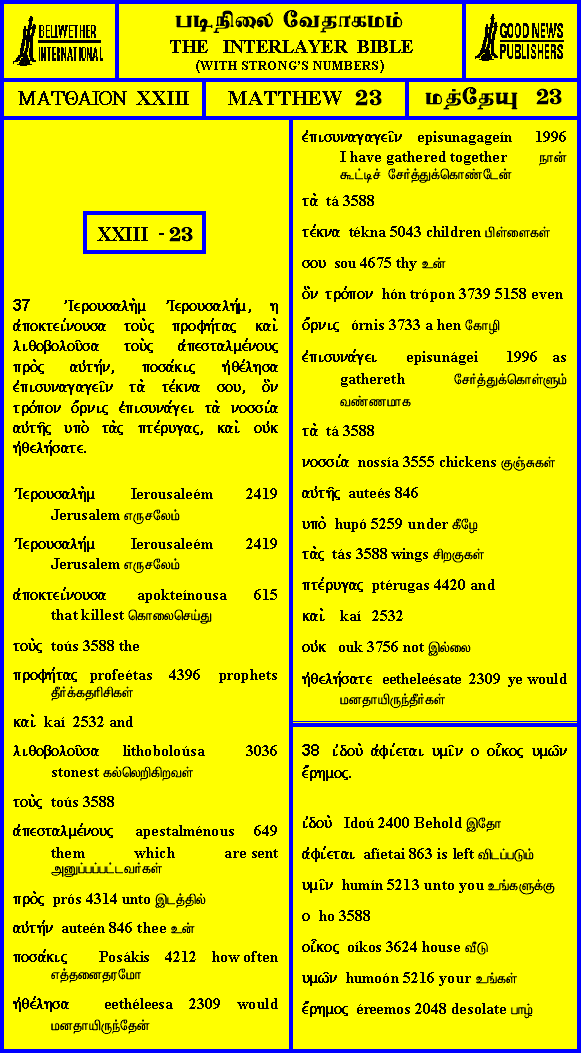 BELLWETHER
INTERNATIONAL
படிநிலை வேதாகமம்
THE INTERLAYER BIBLE
(WITH STRONG'S NUMBERS)
GOOD NEWS
PUBLISHERS
ΜΑΤΘΑΙΟΝ XXIII
MATTHEW 23
மத்தேயு 23
XXIII - 23
37 Ἰερουσαλὴμ Ἰερουσαλήμ, η
ἀποκτείνουσα τοὺς προφήτας καὶ
λιθοβολοῦσα τοὺς ἀπεσταλμένους
πρὸς αὐτήν, ποσάκις ἠθέλησα
ἐπισυναγαγεῖν τὰ τέκνα σου, ὃν
τρόπον ὄρνις ἐπισυνάγει τὰ νοσσία
αὐτῆς υπὸ τὰς πτέρυγας, καὶ οὐκ
ἠθελήσατε.
Ἰερουσαλὴμ Ierousaleém 2419
Jerusalem எருசலேம்
Ἰερουσαλήμ Ierousaleém 2419
Jerusalem எருசலேம்
ἀποκτείνουσα apokteínousa 615
that killest கொலைசெய்து
τοὺς toús 3588 the
προφήτας profeétas 4396 prophets
தீர்க்கதரிசிகள்
καὶ kaí 2532 and
λιθοβολοῦσα lithoboloúsa 3036
stonest கல்லெறிகிறவள்
τοὺς toús 3588
ἀπεσταλμένους apestalménous 649
them which are sent
அனுப்பப்பட்டவர்கள்
πρὸς prós 4314 unto இடத்தில்
αὐτήν auteén 846 thee உன்
ποσάκις Posákis 4212 how often
எத்தனைதரமோ
ἠθέλησα eethéleesa 2309 would
மனதாயிருந்தேன்
ἐπισυναγαγεῖν episunagageín 1996
I have gathered together நான்
கூட்டிச் சேர்த்துக்கொண்டேன்
τὰ tá 3588
τέκνα tékna 5043 children பிள்ளைகள்
σου sou 4675 thy உன்
ὃν τρόπον hón trópon 3739 5158 even
ὄρνις órnis 3733 a hen கோழி
ἐπισυνάγει episunágei 1996 as
gathereth சேர்த்துக்கொள்ளும்
வண்ணமாக
τὰ tá 3588
νοσσία nossía 3555 chickens குஞ்சுகள்
αὐτῆς auteés 846
υπὸ hupó 5259 under கீழே
τὰς tás 3588 wings சிறகுகள்
πτέρυγας ptérugas 4420 and
καὶ kaí 2532
οὐκ ouk 3756 not இல்லை
ἠθελήσατε eetheleésate 2309 ye would
மனதாயிருந்தீர்கள்
38 ἰδοὺ ἀφίεται υμῖν ο οἶκος υμῶν
ἔρημος.
ἰδοὺ Idoú 2400 Behold இதோ
ἀφίεται afietai 863 is left விடப்படும்
υμῖν humín 5213 unto you உங்களுக்கு
ο ho 3588
οἶκος oíkos 3624 house வீடு
υμῶν humoón 5216 your உங்கள்
ἔρημος éreemos 2048 desolate பாழ்